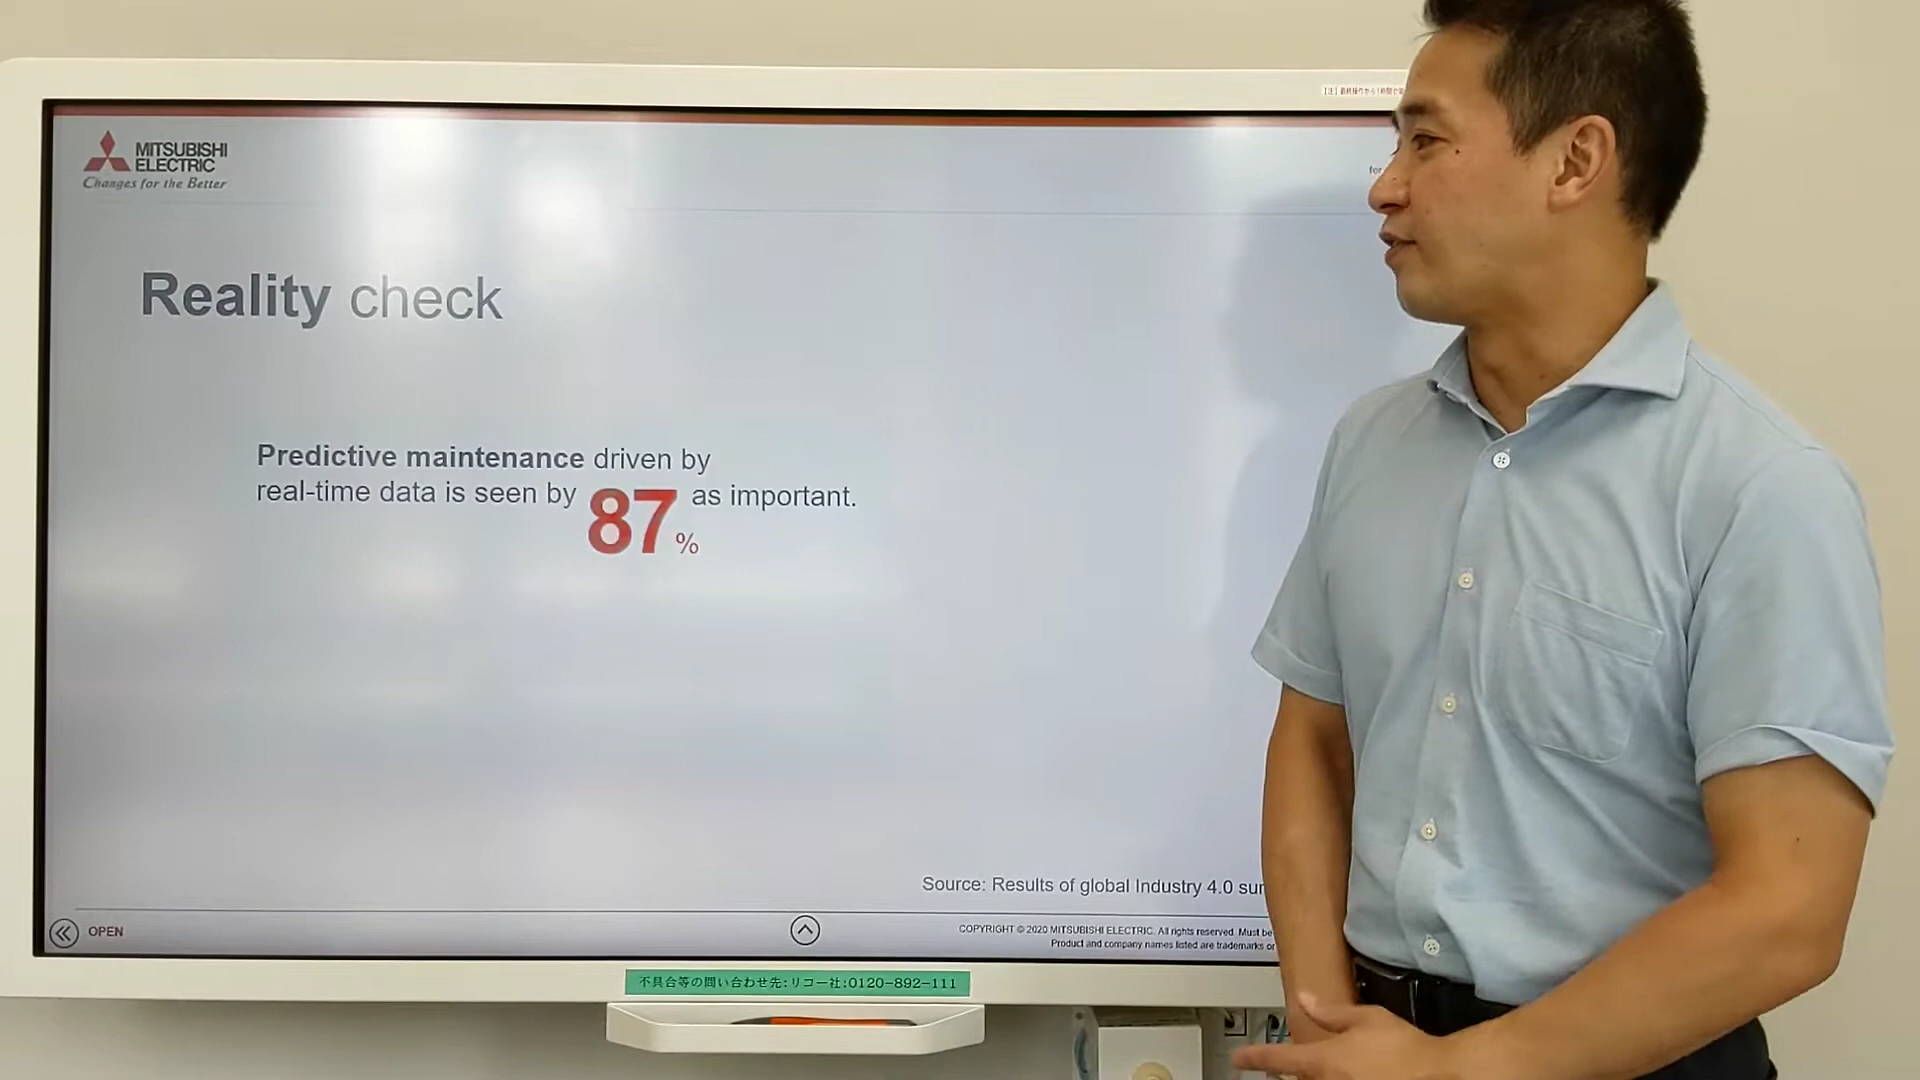 MITSUBISHI
ELECTRIC
Changes for the Better
Reality check
Predictive maintenance driven by
real-time data is seen by 87% as important.
Source: Results of global Industry 4.0
OPEN
COPYRIGHT © 2020 MITSUBISHI ELECTRIC. All rights reserved. Must be
Product and company names listed are trademarks or
不具合等の問い合わせ先:リコー社:0120-892-111